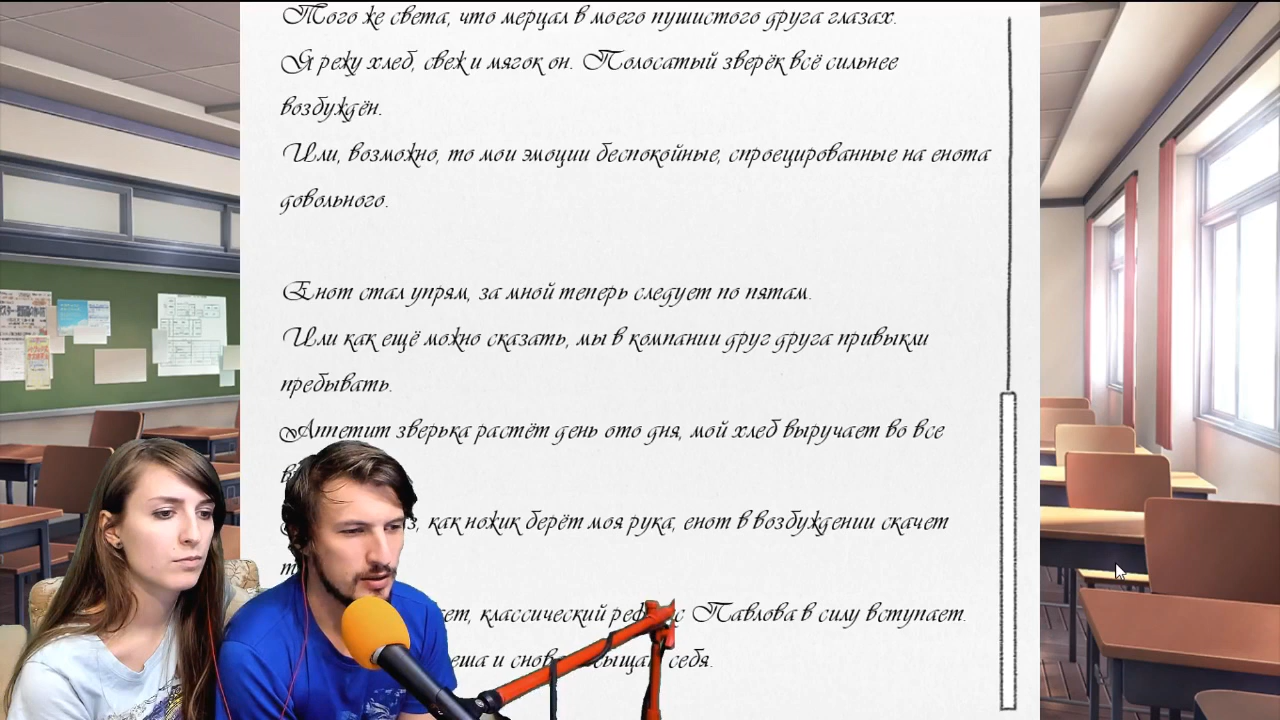 Того же света, что мерцал в моего пушистого друга глазах.
Я режу хлеб, свеж и мягок он. Полосатый зверёк всё сильнее
возбуждён.
Или, возможно, то мои эмоции беспокойные, спроецированные на енота
довольного.
Енот стал упрям, за мной теперь следует по пятам.
Или как ещё можно сказать, мы в компании друг друга привыкли
пребывать.
Аппетит зверька растёт день ото дня, мой хлеб выручает во все
как ножик берёт моя рука, енот в возбуждении скачет
классический Павлова в силу вступает.
и себя.